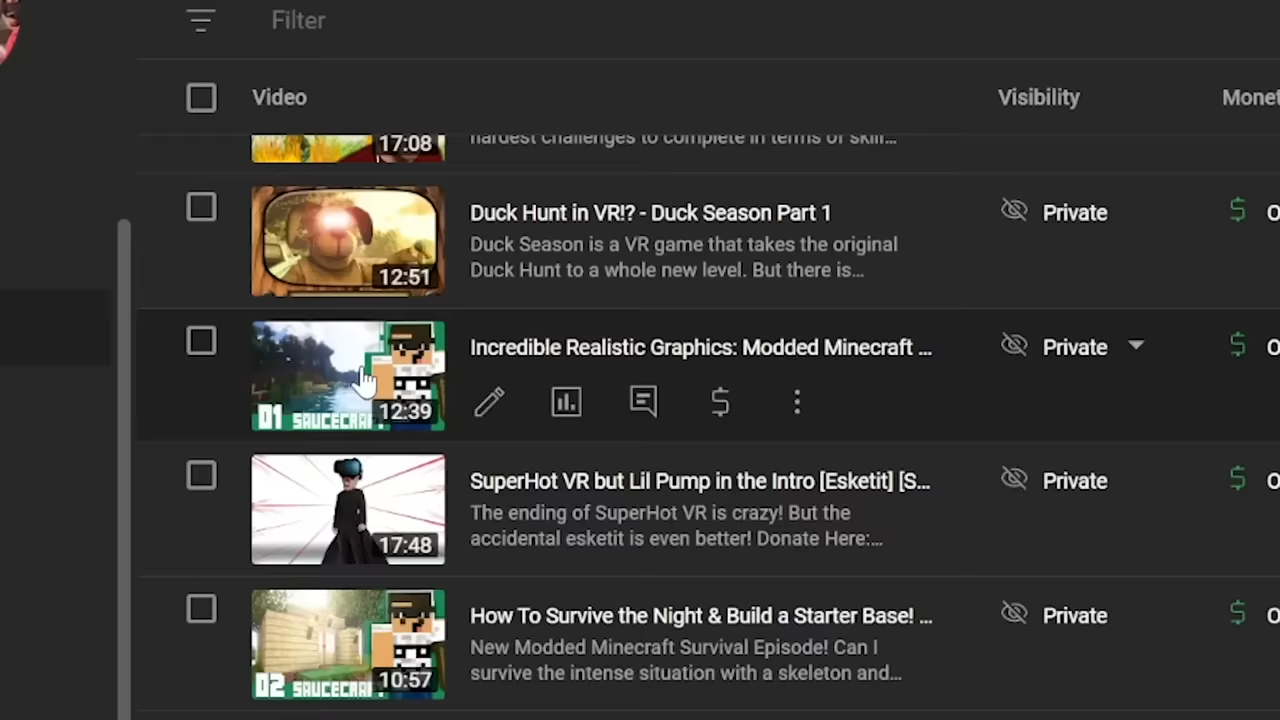 Filter
Video
Visibility
Monet
17:08
hardest challenges to complete in terms of skill...
12:51
Duck Hunt in VR!? - Duck Season Part 1
Private
Duck Season is a VR game that takes the original
Duck Hunt to a whole new level. But there is...
01 SAUCECRAF
12:39
Incredible Realistic Graphics: Modded Minecraft ...
Private
17:48
SuperHot VR but Lil Pump in the Intro [Esketit] [S...
Private
The ending of SuperHot VR is crazy! But the
accidental esketit is even better! Donate Here:...
02 SAUCECRAF
10:57
How To Survive the Night & Build a Starter Base! ...
Private
New Modded Minecraft Survival Episode! Can I
survive the intense situation with a skeleton and...